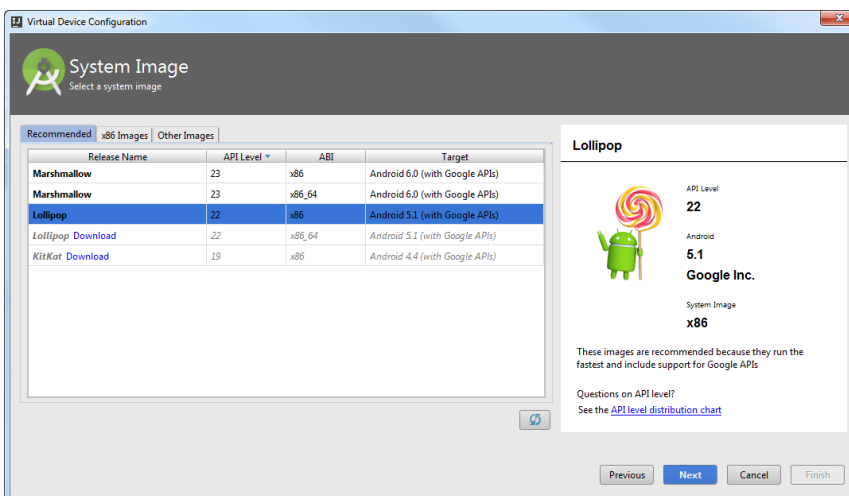 Virtual Device Configuration
System Image
Select a system image
Recommended x86 Images Other Images
Release Name API Level ABI Target
Marshmallow 23 x86 Android 6.0 (with Google APIs)
Marshmallow 23 x86_64 Android 6.0 (with Google APIs)
Lollipop 22 x86 Android 5.1 (with Google APIs)
Lollipop Download 22 x86_64 Android 5.1 (with Google APIs)
KitKat Download 19 x86 Android 4.4 (with Google APIs)
Lollipop
API Level
22
Android
5.1
Google Inc.
System Image
x86
These images are recommended because they run the
fastest and include support for Google APIs
Questions on API level?
See the API level distribution chart
Previous Next Cancel Finish